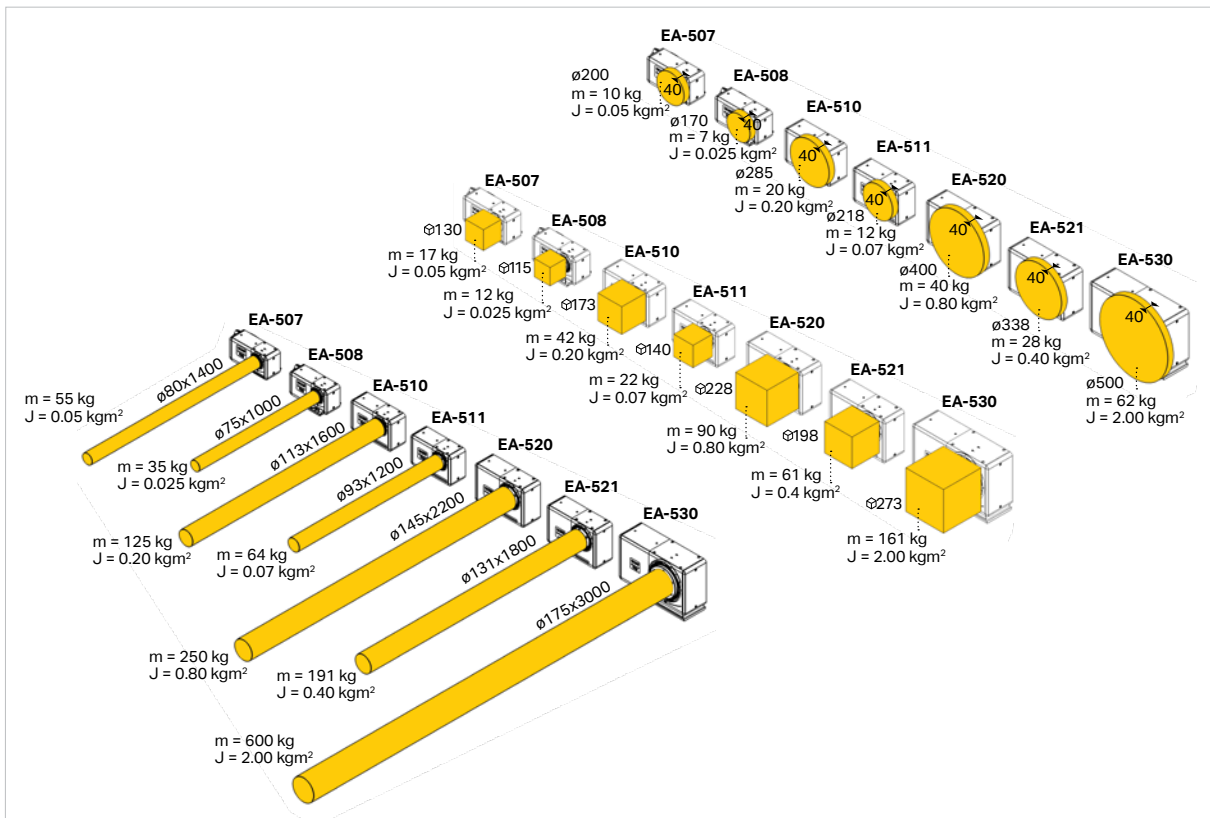 EA-507
ø200
m = 10 kg
J = 0.05 kgm²
40
EA-508
ø170
m = 7 kg
J = 0.025 kgm²
40
EA-510
ø285
m = 20 kg
J = 0.20 kgm²
40
EA-511
ø218
m = 12 kg
J = 0.07 kgm²
40
EA-520
ø400
m = 40 kg
J = 0.80 kgm²
40
EA-521
ø338
m = 28 kg
J = 0.40 kgm²
40
EA-530
ø500
m = 62 kg
J = 2.00 kgm²
40
EA-507
130
m = 17 kg
J = 0.05 kgm²
EA-508
115
m = 12 kg
J = 0.025 kgm²
EA-510
173
m = 42 kg
J = 0.20 kgm²
EA-511
140
m = 22 kg
J = 0.07 kgm²
EA-520
228
m = 90 kg
J = 0.80 kgm²
EA-521
198
m = 61 kg
J = 0.4 kgm²
EA-530
273
m = 161 kg
J = 2.00 kgm²
EA-507
ø80x1400
m = 55 kg
J = 0.05 kgm²
EA-508
ø75x1000
m = 35 kg
J = 0.025 kgm²
EA-510
ø113x1600
m = 125 kg
J = 0.20 kgm²
EA-511
ø93x1200
m = 64 kg
J = 0.07 kgm²
EA-520
ø145x2200
m = 250 kg
J = 0.80 kgm²
EA-521
ø131x1800
m = 191 kg
J = 0.40 kgm²
EA-530
ø175x3000
m = 600 kg
J = 2.00 kgm²